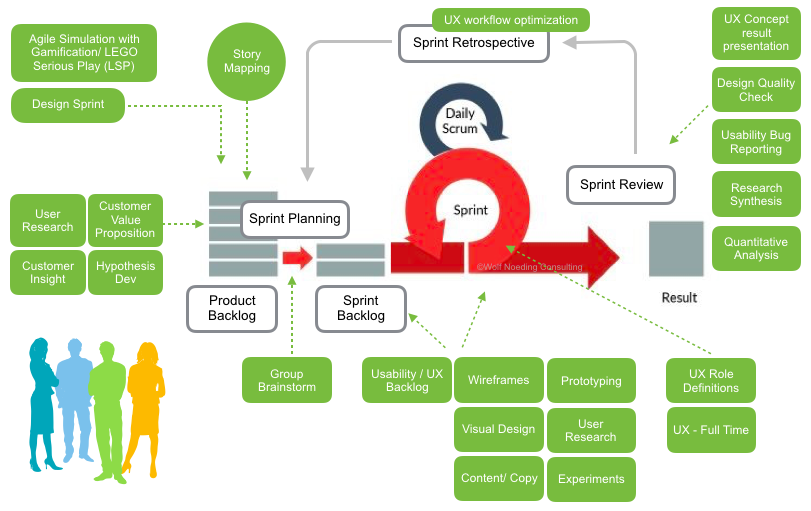 UX workflow optimization
Sprint Retrospective
Agile Simulation with
Gamification/ LEGO
Serious Play (LSP)
Design Sprint
Story
Mapping
UX Concept
result
presentation
Design Quality
Check
Usability Bug
Reporting
Research
Synthesis
Quantitative
Analysis
Daily
Scrum
Sprint
Sprint Review
Sprint Planning
User
Research
Customer
Value
Proposition
Customer
Insight
Hypothesis
Dev
©Wolf Noeding Consulting
Result
Product
Backlog
Sprint
Backlog
Group
Brainstorm
Usability / UX
Backlog
Wireframes
Prototyping
Visual Design
User
Research
Content/ Copy
Experiments
UX Role
Definitions
UX - Full Time